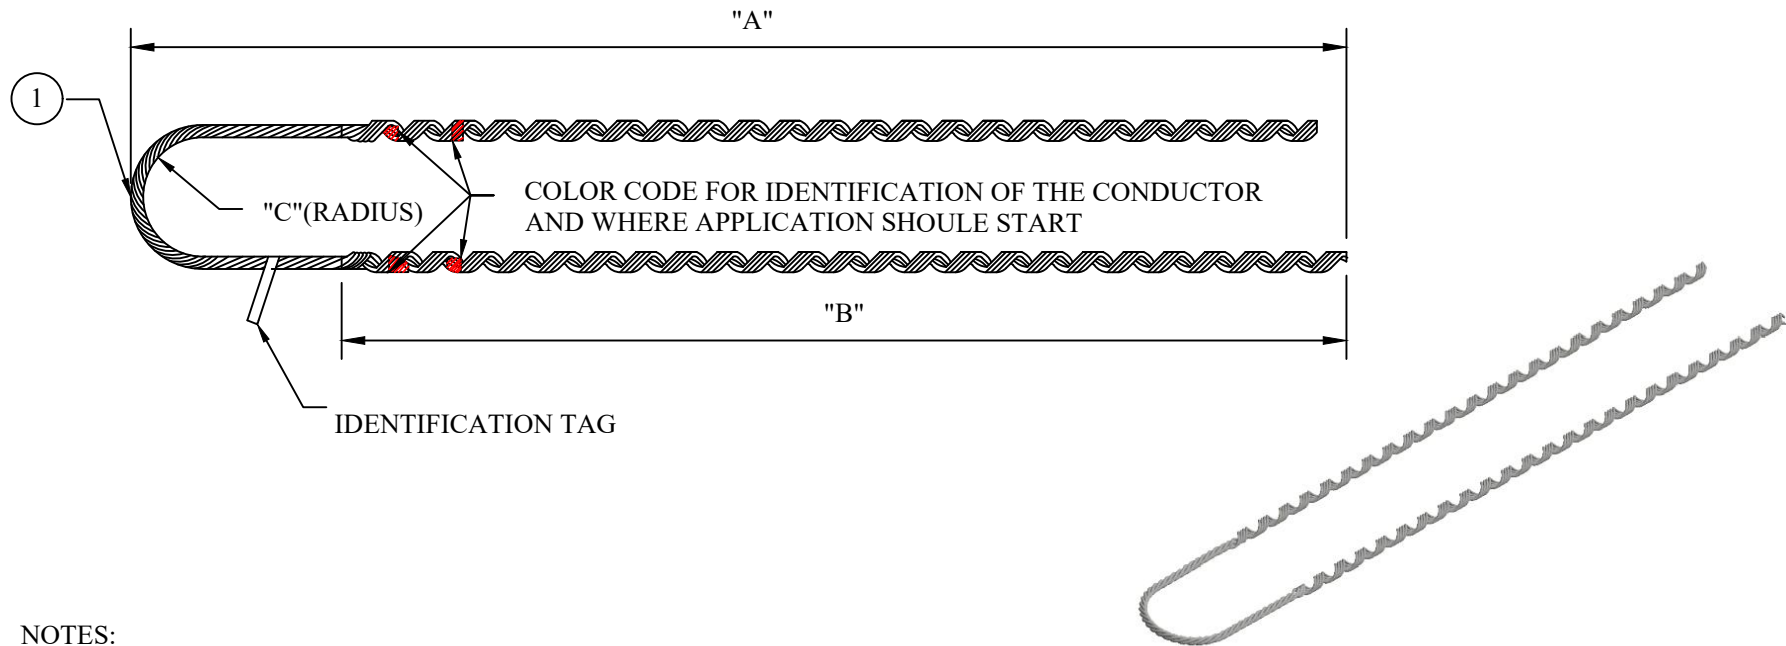 "A"
1
"C"(RADIUS)
COLOR CODE FOR IDENTIFICATION OF THE CONDUCTOR
AND WHERE APPLICATION SHOULE START
"B"
IDENTIFICATION TAG
NOTES: